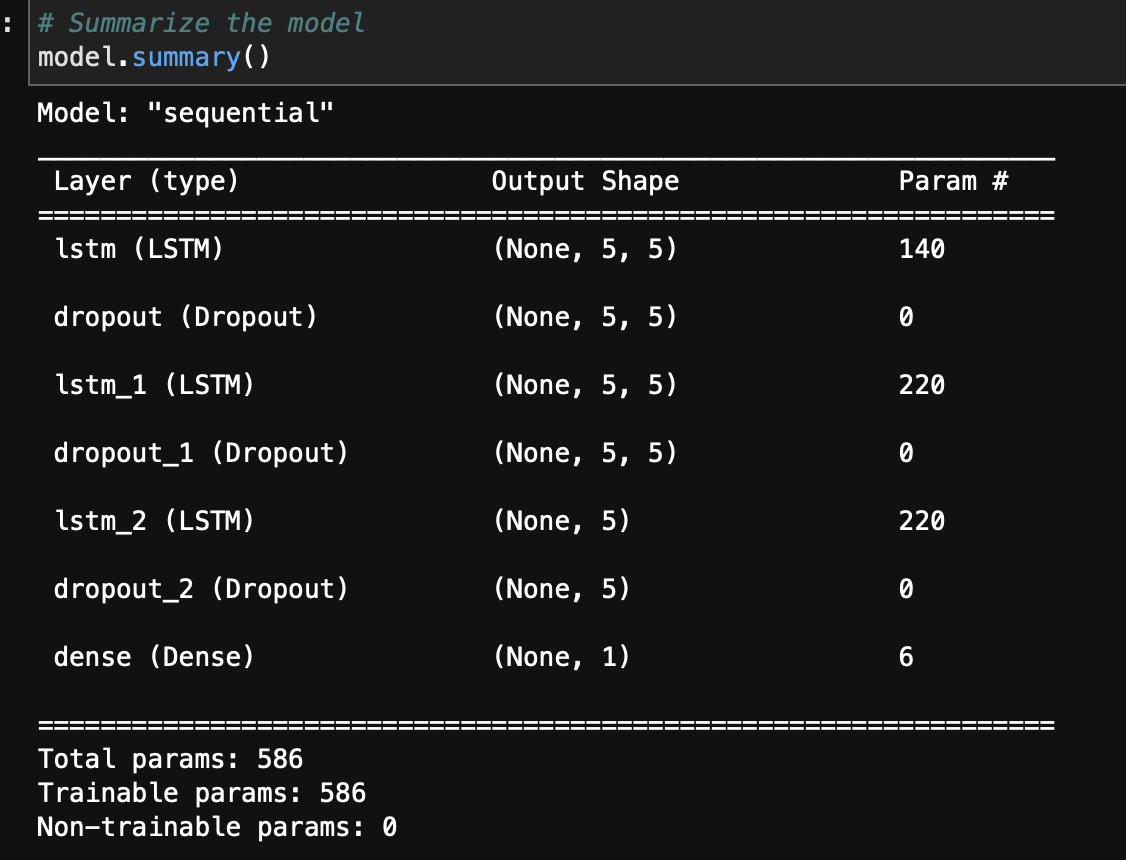 :
# Summarize the model
model.summary()
Model: "sequential"
_________________________________________________________________
Layer (type) Output Shape Param #
=================================================================
lstm (LSTM) (None, 5, 5) 140
dropout (Dropout) (None, 5, 5) 0
lstm_1 (LSTM) (None, 5, 5) 220
dropout_1 (Dropout) (None, 5, 5) 0
lstm_2 (LSTM) (None, 5) 220
dropout_2 (Dropout) (None, 5) 0
dense (Dense) (None, 1) 6
=================================================================
Total params: 586
Trainable params: 586
Non-trainable params: 0